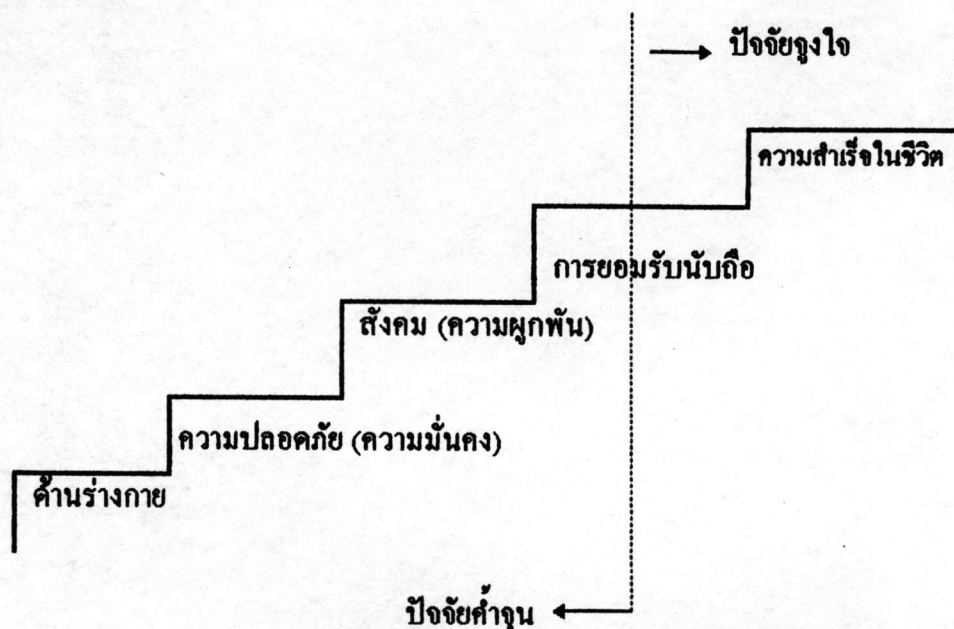 ปัจจัยจูงใจ
ความสำเร็จในชีวิต
การยอมรับนับถือ
สังคม (ความผูกพัน)
ความปลอดภัย (ความมั่นคง)
ด้านร่างกาย
ปัจจัยค้ำจุน